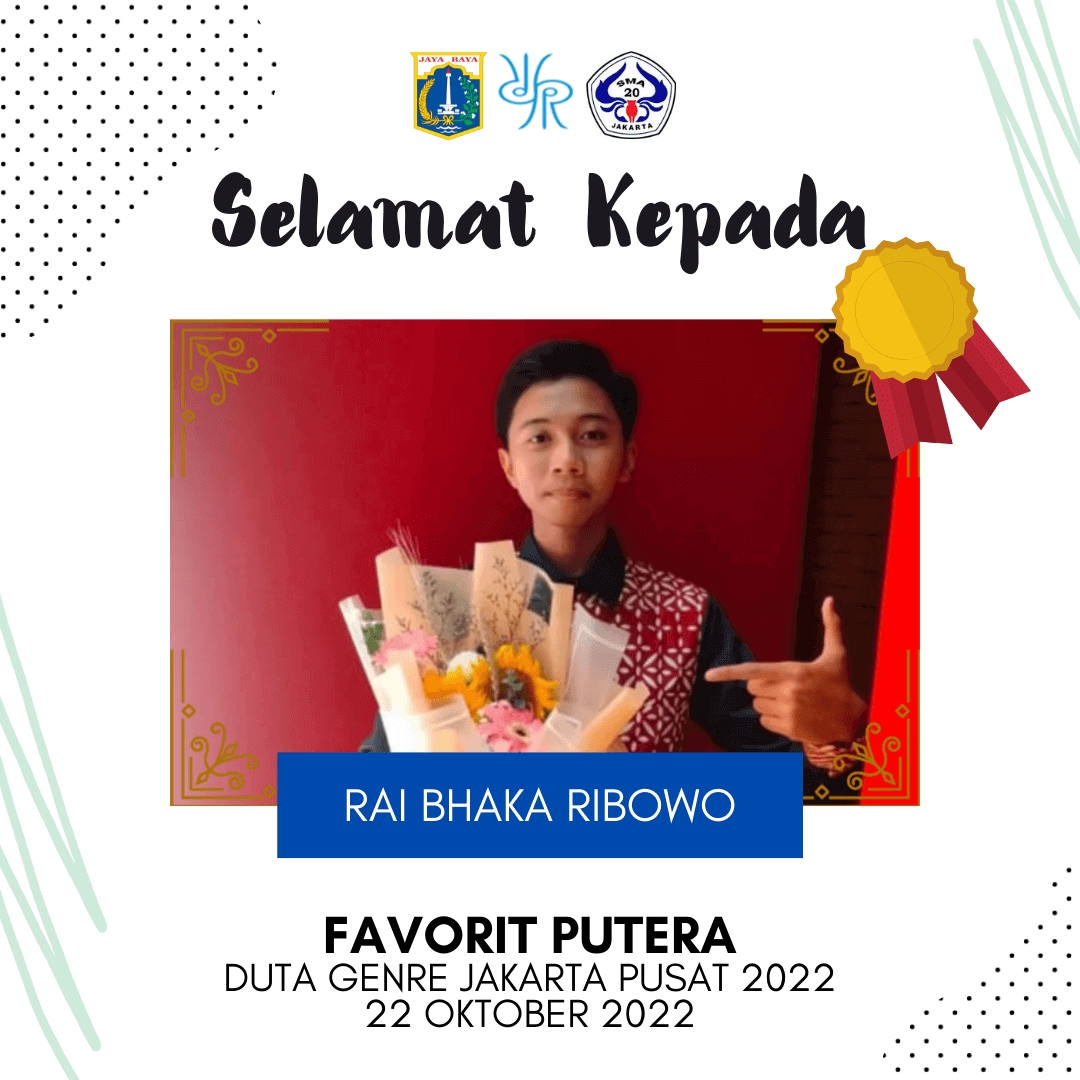 JAYA RAYA
SMA
20
JAKARTA
Selamat Kepada
RAI BHAKA RIBOWO
FAVORIT PUTERA
DUTA GENRE JAKARTA PUSAT 2022
22 OKTOBER 2022